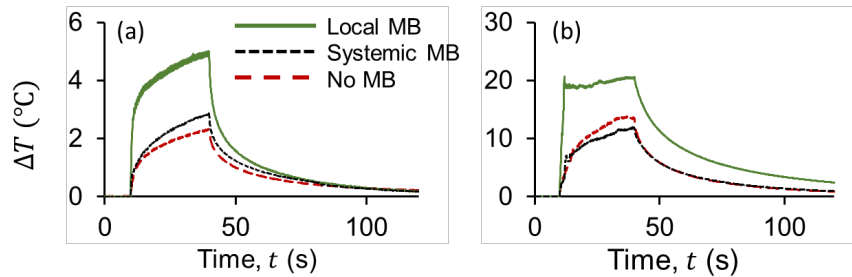 (a)
Local MB
Systemic MB
No MB
6
4
2
0
0
50
100
ΔT (°C)
Time, t (s)
(b)
30
20
10
0
0
50
100
Time, t (s)